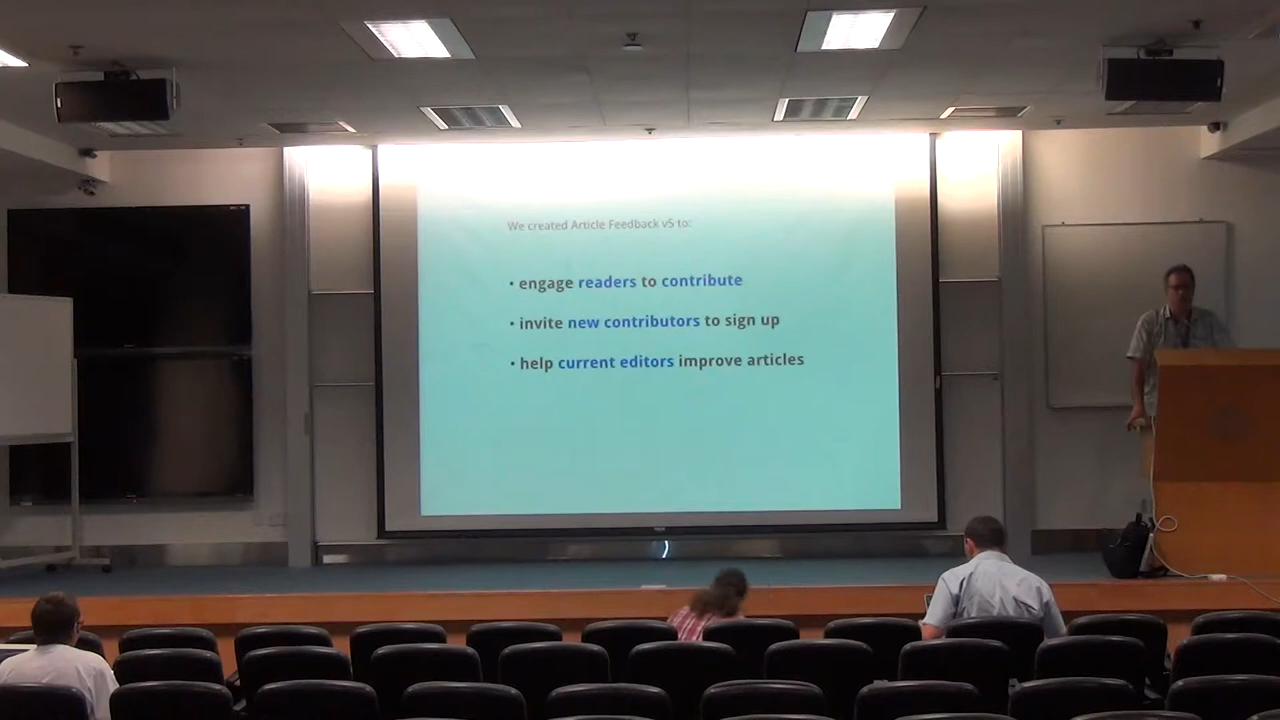 We created Article Feedback v5 to:
• engage readers to contribute
• invite new contributors to sign up
• help current editors improve articles